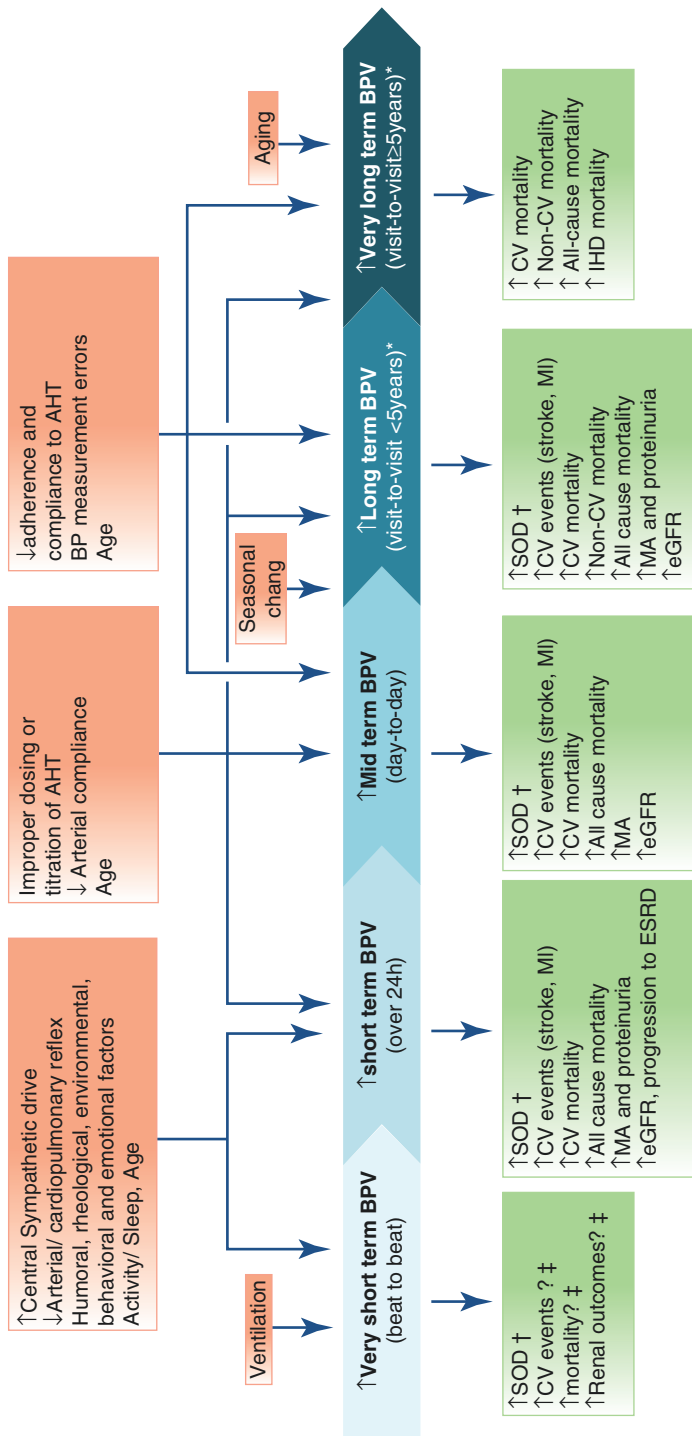 ↑Central Sympathetic drive
↓Arterial/ cardiopulmonary reflex
Humoral, rheological, environmental,
behavioral and emotional factors
Activity/ Sleep, Age
Improper dosing or
titration of AHT
↓ Arterial compliance
Age
↓adherence and
compliance to AHT
BP measurement errors
Age
Ventilation
Seasonal
chang
Aging
↑Very short term BPV
(beat to beat)
↑short term BPV
(over 24h)
↑Mid term BPV
(day-to-day)
↑Long term BPV
(visit-to-visit <5years)*
↑Very long term BPV
(visit-to-visit≥5years)*
↑SOD †
↑CV events ? ‡
↑mortality? ‡
↑Renal outcomes? ‡
↑SOD †
↑CV events (stroke, MI)
↑CV mortality
↑All cause mortality
↑MA and proteinuria
↑eGFR, progression to ESRD
↑SOD †
↑CV events (stroke, MI)
↑CV mortality
↑All cause mortality
↑MA
↑eGFR
↑SOD †
↑CV events (stroke, MI)
↑CV mortality
↑Non-CV mortality
↑All cause mortality
↑MA and proteinuria
↑eGFR
↑ CV mortality
↑ Non-CV mortality
↑ All-cause mortality
↑ IHD mortality